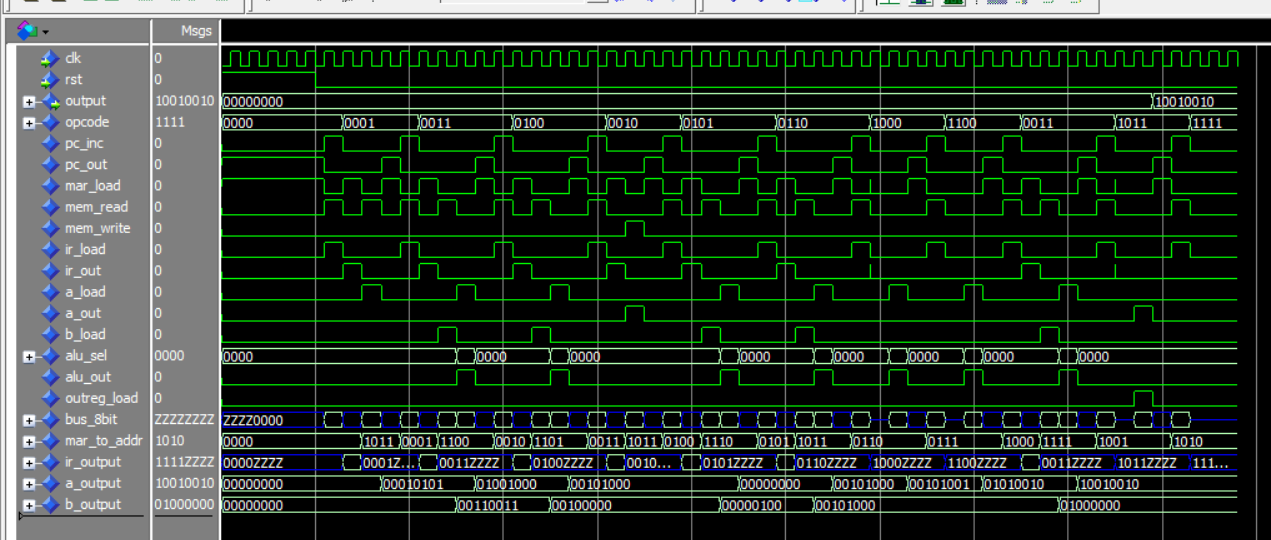 Msgs
clk 0
rst 0
output 10010010 00000000 10010010
opcode 1111 0000 0001 0011 0100 0010 0101 0110 1000 1100 0011 1011 1111
pc_inc 0
pc_out 0
mar_load 0
mem_read 0
mem_write 0
ir_load 0
ir_out 0
a_load 0
a_out 0
b_load 0
alu_sel 0000 0000 0000 0000 0000 0000 0000 0000 0000
alu_out 0
outreg_load 0
bus_8bit ZZZZZZZZ ZZZZ0000
mar_to_addr 1010 0000 1011 0001 1100 0010 1101 0011 1011 0100 1110 0101 1011 0110 0111 1000 1111 1001 1010
ir_output 1111ZZZZ 0000ZZZZ 0001Z... 0011ZZZZ 0100ZZZZ 0010... 0101ZZZZ 0110ZZZZ 1000ZZZZ 1100ZZZZ 0011ZZZZ 1011ZZZZ 111...
a_output 10010010 00000000 00010101 01001000 00101000 00000000 00101000 00101001 01010010 10010010
b_output 01000000 00000000 00110011 00100000 00000100 00101000 01000000